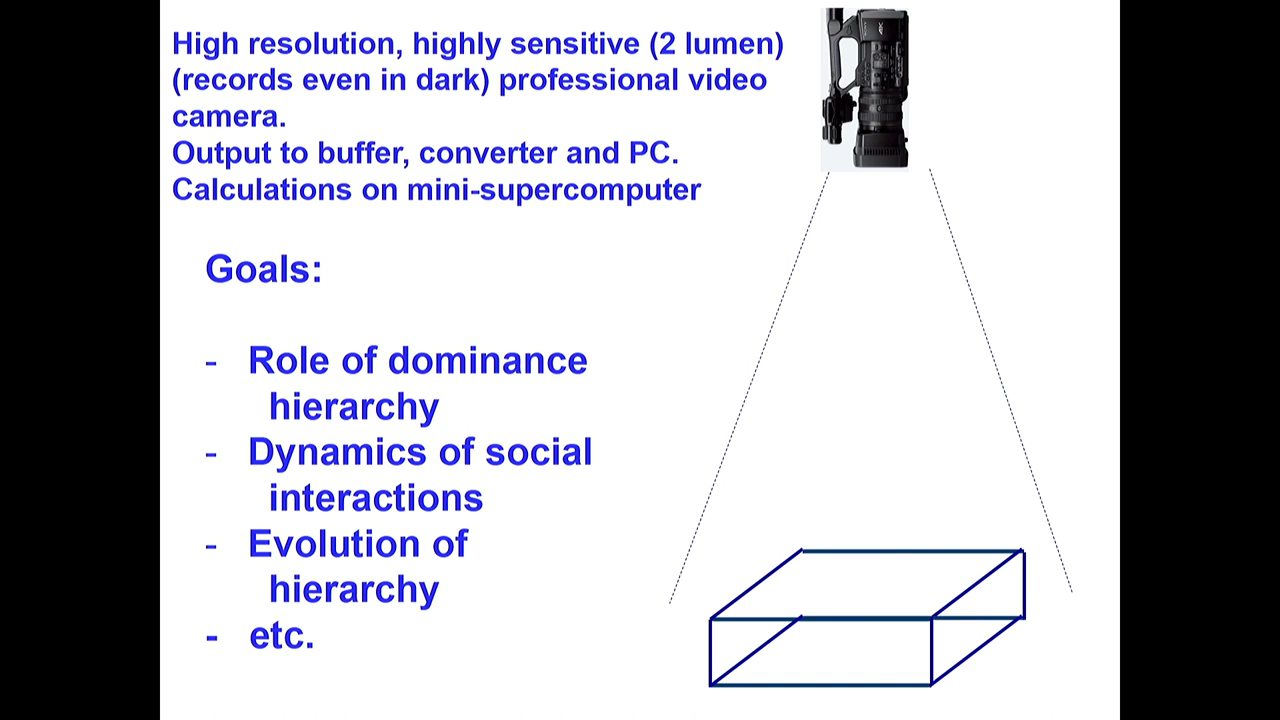 High resolution, highly sensitive (2 lumen)
(records even in dark) professional video
camera.
Output to buffer, converter and PC.
Calculations on mini-supercomputer
Goals:
- Role of dominance
hierarchy
- Dynamics of social
interactions
- Evolution of
hierarchy
- etc.